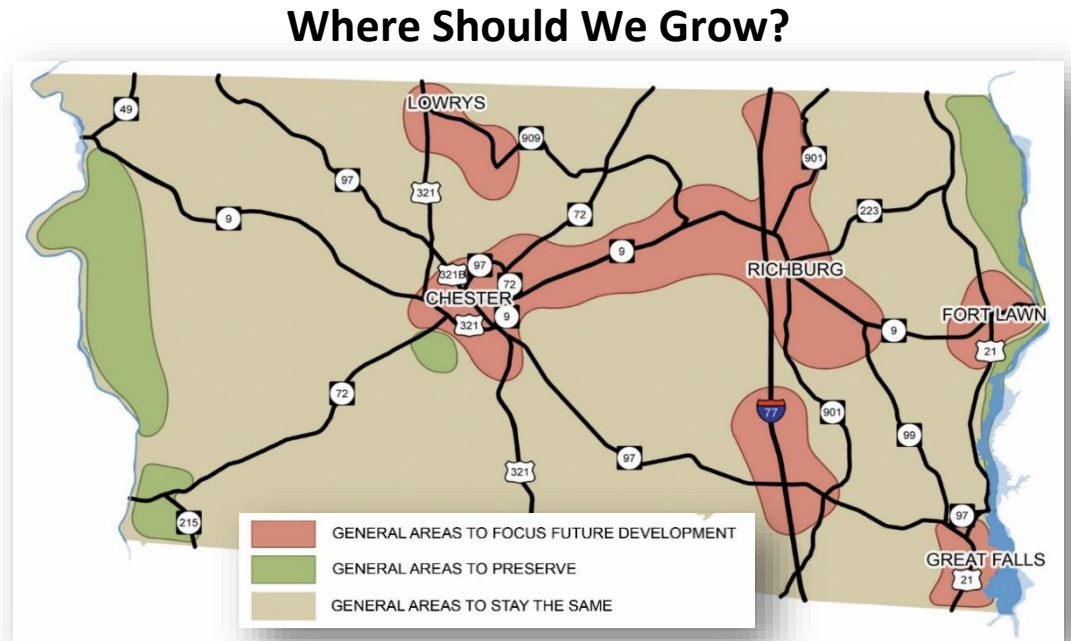 Where Should We Grow?
49
LOWRYS
909
901
97
321
72
223
9
9
321B
97
72
RICHBURG
CHESTER
9
FORT LAWN
321
9
21
72
77
901
99
97
321
215
97
GREAT FALLS
21
GENERAL AREAS TO FOCUS FUTURE DEVELOPMENT
GENERAL AREAS TO PRESERVE
GENERAL AREAS TO STAY THE SAME